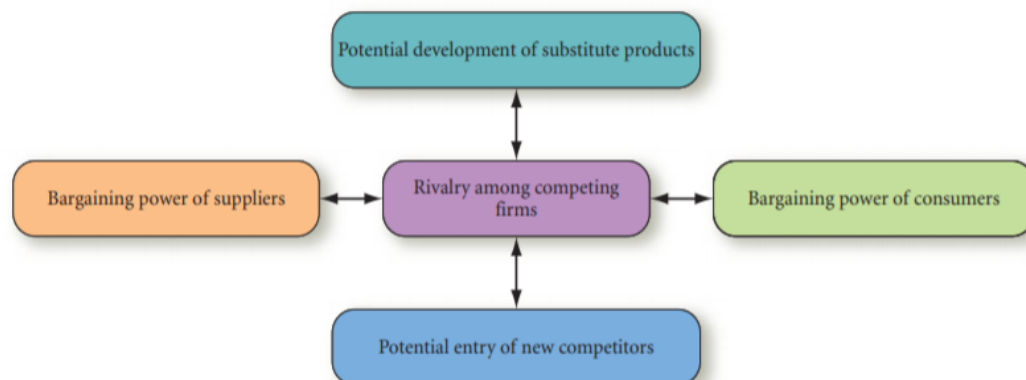 Potential development of substitute products
Bargaining power of suppliers
Rivalry among competing
firms
Bargaining power of consumers
Potential entry of new competitors